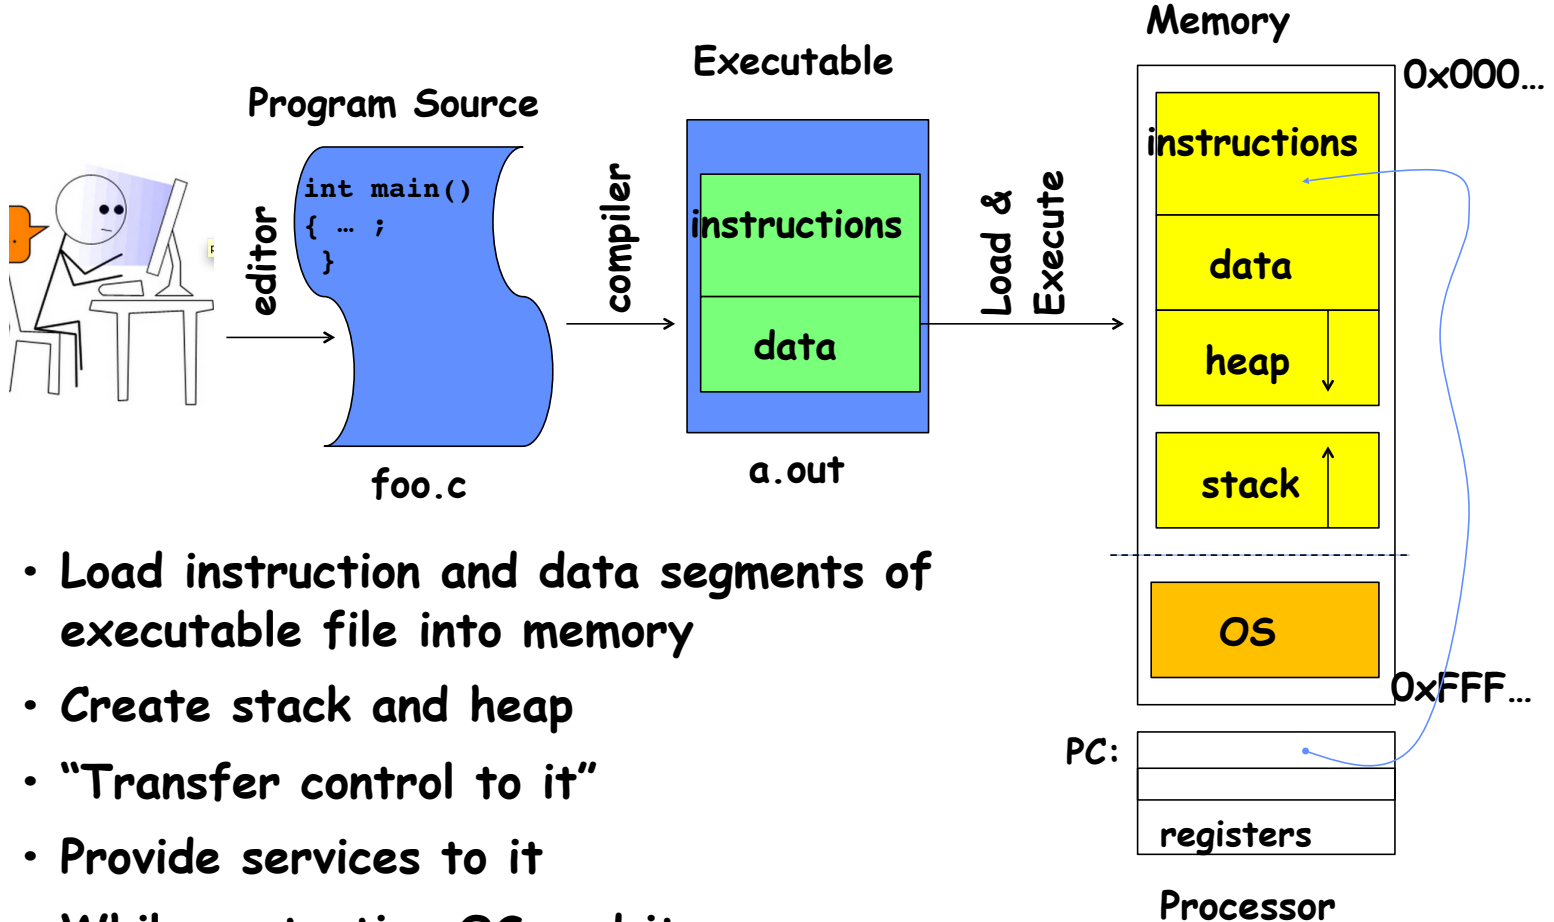 Memory
0x000…
Executable
Program Source
int main()
{ … ;
}
editor
compiler
Load &
Execute
instructions
data
instructions
data
heap
stack
OS
0xFFF…
foo.c
a.out
PC:
registers
Processor
• Load instruction and data segments of
executable file into memory
• Create stack and heap
• “Transfer control to it”
• Provide services to it